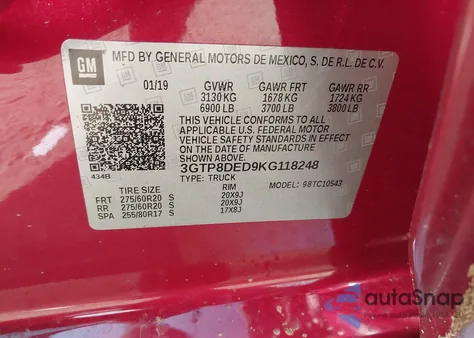 GM
MFD BY GENERAL MOTORS DE MEXICO, S. DE R.L. DE C.V.
01/19 GVWR GAWR FRT GAWR RR
3130 KG 1678 KG 1724 KG
6900 LB 3700 LB 3800 LB
THIS VEHICLE CONFORMS TO ALL
APPLICABLE U.S. FEDERAL MOTOR
VEHICLE SAFETY STANDARDS IN EFFECT
ON THE DATE OF MANUFACTURE
SHOWN ABOVE.
3GTP8DED9KG118248
434B
TYPE: TRUCK MODEL: 98TC10543
TIRE SIZE RIM
FRT 275/60R20 S 20X9J
RR 275/60R20 S 20X9J
SPA 255/80R17 S 17X8J
autoSnap